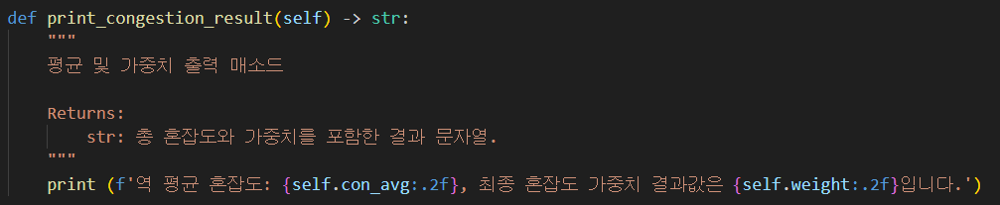 def print_congestion_result(self) -> str:
"""
평균 및 가중치 출력 매소드
Returns:
str: 총 혼잡도와 가중치를 포함한 결과 문자열.
"""
print (f'역 평균 혼잡도: {self.con_avg:.2f}, 최종 혼잡도 가중치 결과값은 {self.weight:.2f}입니다.')